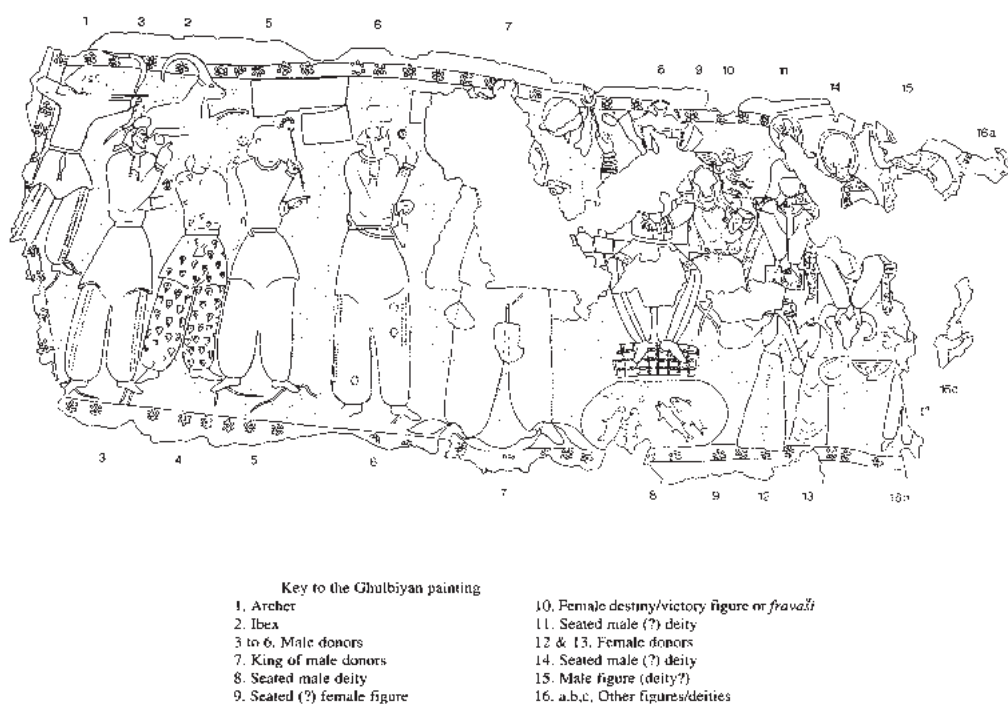 1 3 2 5 6 7
8 9 10 11
14 15
16a
16c
3 4 5 6
7 8 9 12 13 16b
Key to the Ghulbiyan painting
1. Archer
2. Ibex
3 to 6. Male donors
7. King of male donors
8. Seated male deity
9. Seated (?) female figure
10. Female destiny/victory figure or fravaši
11. Seated male (?) deity
12 & 13. Female donors
14. Seated male (?) deity
15. Male figure (deity?)
16. a.b,c, Other figures/deities